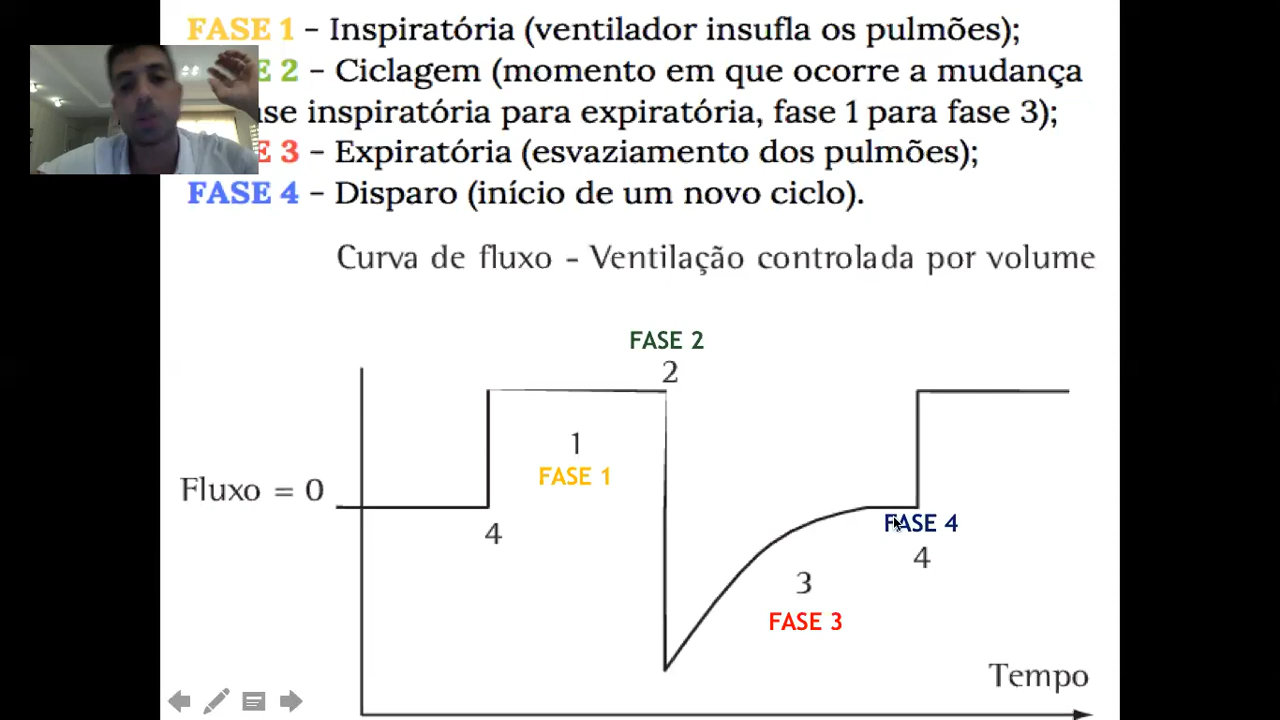 FASE 1 – Inspiratória (ventilador insufla os pulmões);
E 2 – Ciclagem (momento em que ocorre a mudança
ase inspiratória para expiratória, fase 1 para fase 3);
E 3 – Expiratória (esvaziamento dos pulmões);
FASE 4 – Disparo (início de um novo ciclo).
Curva de fluxo - Ventilação controlada por volume
FASE 2
2
1
FASE 1
Fluxo = 0
4
FASE 4
4
3
FASE 3
Tempo